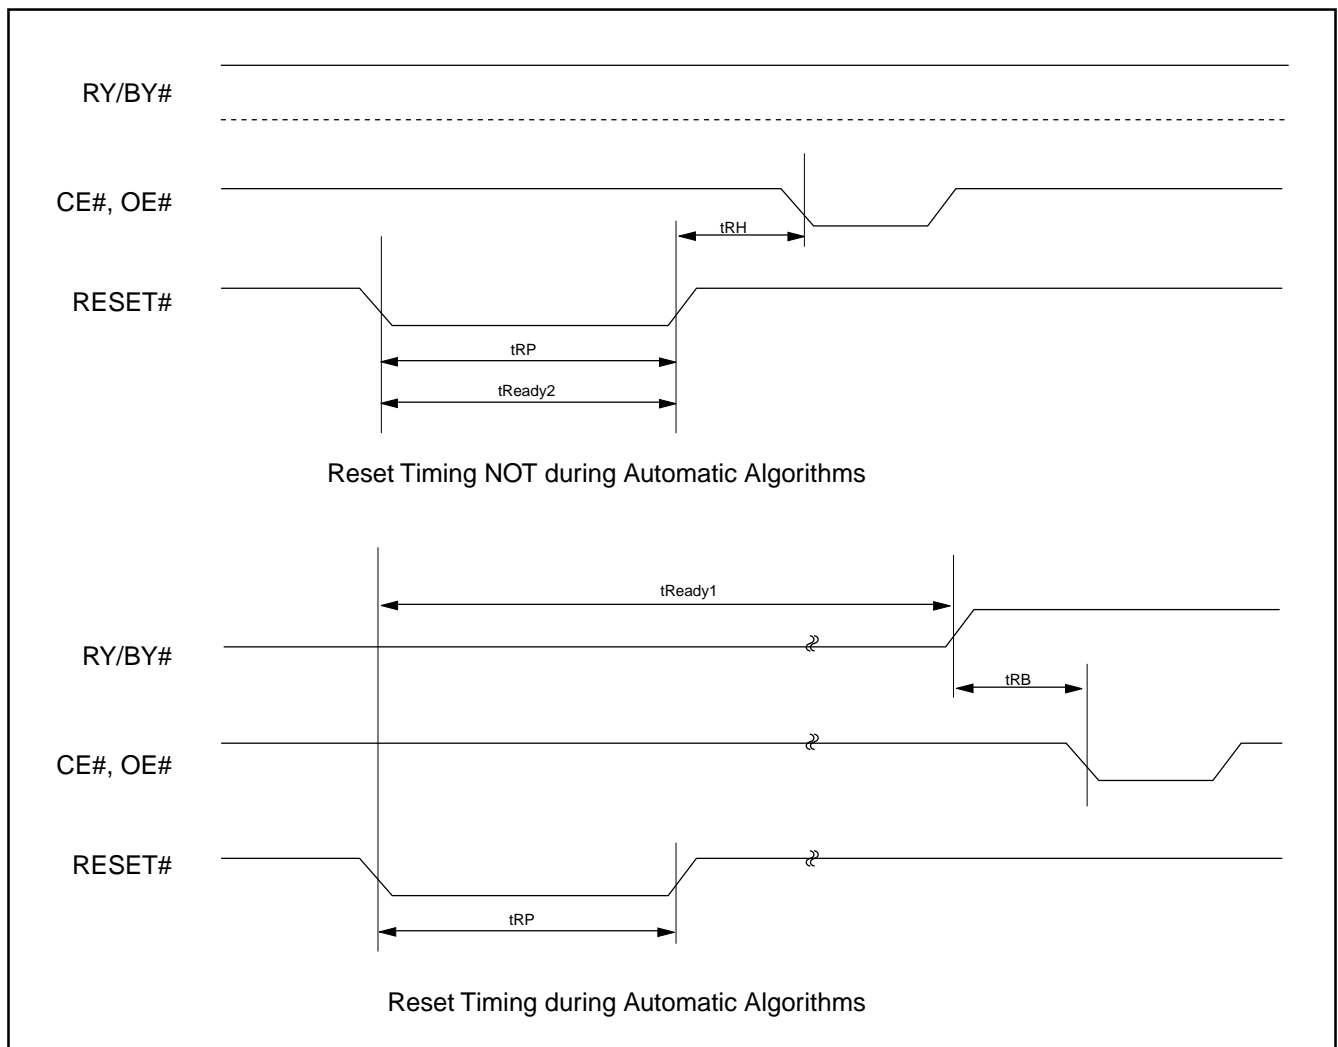 RY/BY#
CE#, OE#
tRH
RESET#
tRP
tReady2
Reset Timing NOT during Automatic Algorithms
tReady1
RY/BY#
tRB
CE#, OE#
RESET#
tRP
Reset Timing during Automatic Algorithms